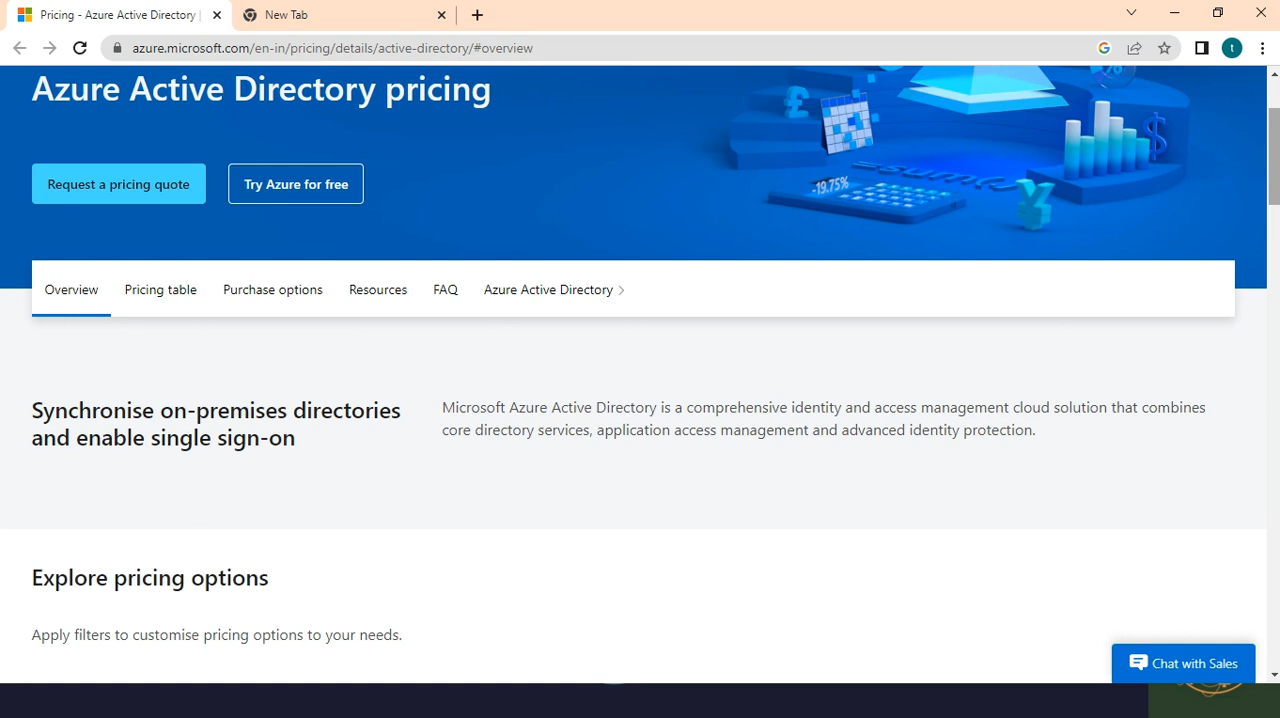 Pricing - Azure Active Directory |
New Tab
azure.microsoft.com/en-in/pricing/details/active-directory/#overview
t
Azure Active Directory pricing
Request a pricing quote
Try Azure for free
-19.75%
Overview
Pricing table
Purchase options
Resources
FAQ
Azure Active Directory
Synchronise on-premises directories
and enable single sign-on
Microsoft Azure Active Directory is a comprehensive identity and access management cloud solution that combines
core directory services, application access management and advanced identity protection.
Explore pricing options
Apply filters to customise pricing options to your needs.
Chat with Sales